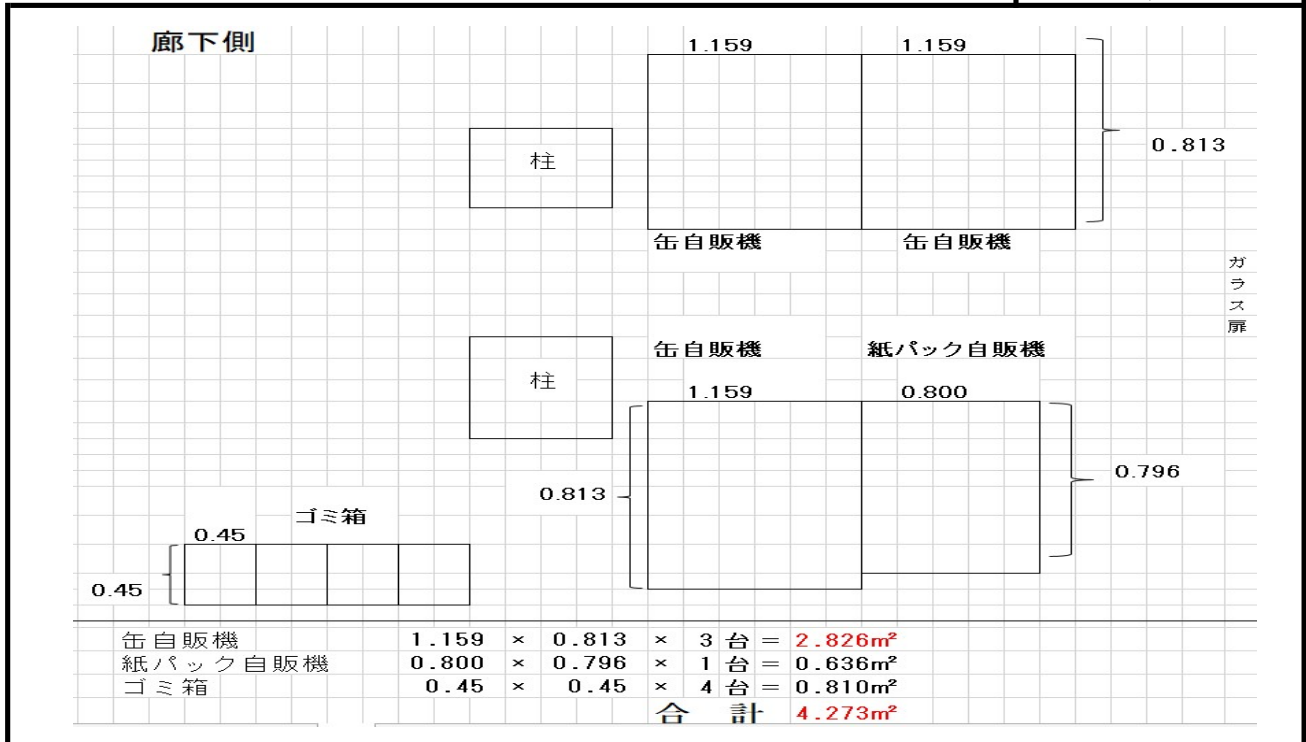 廊下側
1.159 1.159
0.813
柱
缶自販機 缶自販機
ガラス扉
缶自販機 紙パック自販機
柱
1.159 0.800
0.796
0.813
ゴミ箱
0.45
0.45
缶自販機 1.159 × 0.813 × 3 台 = 2.826m²
紙パック自販機 0.800 × 0.796 × 1 台 = 0.636m²
ゴミ箱 0.45 × 0.45 × 4 台 = 0.810m²
合 計 4.273m²